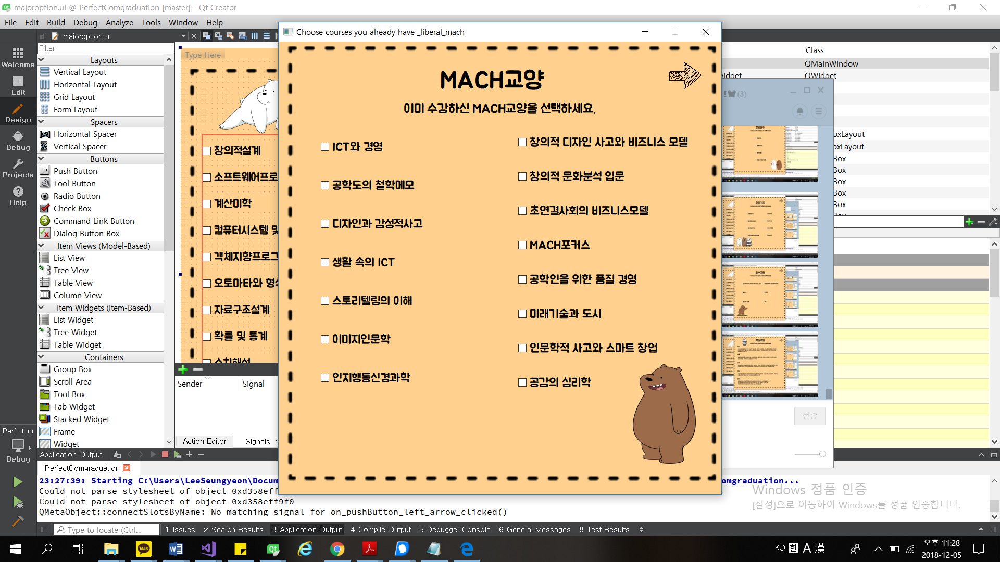 majoroption.ui @ PerfectComgraduation [master] - Qt Creator
File Edit Build Debug Analyze Tools Window Help
majoroption.ui
Filter
Welcome
Edit
Design
Debug
Projects
Help
Layouts
Vertical Layout
Horizontal Layout
Grid Layout
Form Layout
Spacers
Horizontal Spacer
Vertical Spacer
Buttons
Push Button
Tool Button
Radio Button
Check Box
Command Link Button
Dialog Button Box
Item Views (Model-Based)
List View
Tree View
Table View
Column View
Item Widgets (Item-Based)
List Widget
Tree Widget
Table Widget
Containers
Group Box
Scroll Area
Tool Box
Tab Widget
Stacked Widget
Frame
Widget
Type Here
창의적설계
소프트웨어프로
계산미학
컴퓨터시스템 및
객체지향프로그
오토마타와 형식
자료구조설계
확률 및 통계
Sender Signal
Action Editor Signals
Choose courses you already have _liberal_mach
MACH교양
이미 수강하신 MACH교양을 선택하세요.
ICT와 경영
공학도의 철학메모
디자인과 감성적사고
생활 속의 ICT
스토리텔링의 이해
이미지인문학
인지행동신경과학
창의적 디자인 사고와 비즈니스 모델
창의적 문화분석 입문
초연결사회의 비즈니스모델
MACH포커스
공학인을 위한 품질 경영
미래기술과 도시
인문학적 사고와 스마트 창업
공감의 심리학
Class
QMainWindow
QWidget
(3)
전송
Perf···tion
Debug
Application Output
PerfectComgraduation
23:27:39: Starting C:\Users\LeeSeungyeon\Docum
omgraduation...
Could not parse stylesheet of object 0xd358eff
Could not parse stylesheet of object 0xd358eff9f0
QMetaObject::connectSlotsByName: No matching signal for on_pushButton_left_arrow_clicked()
Windows 정품 인증
[설정]으로 이동하여 Windows를 정품 인증합니다.
Type to locate (Ctrl...
1 Issues 2 Search Results 3 Application Output 4 Compile Output 5 Debugger Console 6 General Messages 8 Test Results
TALK
KO 한 A 漢
오후 11:28
2018-12-05